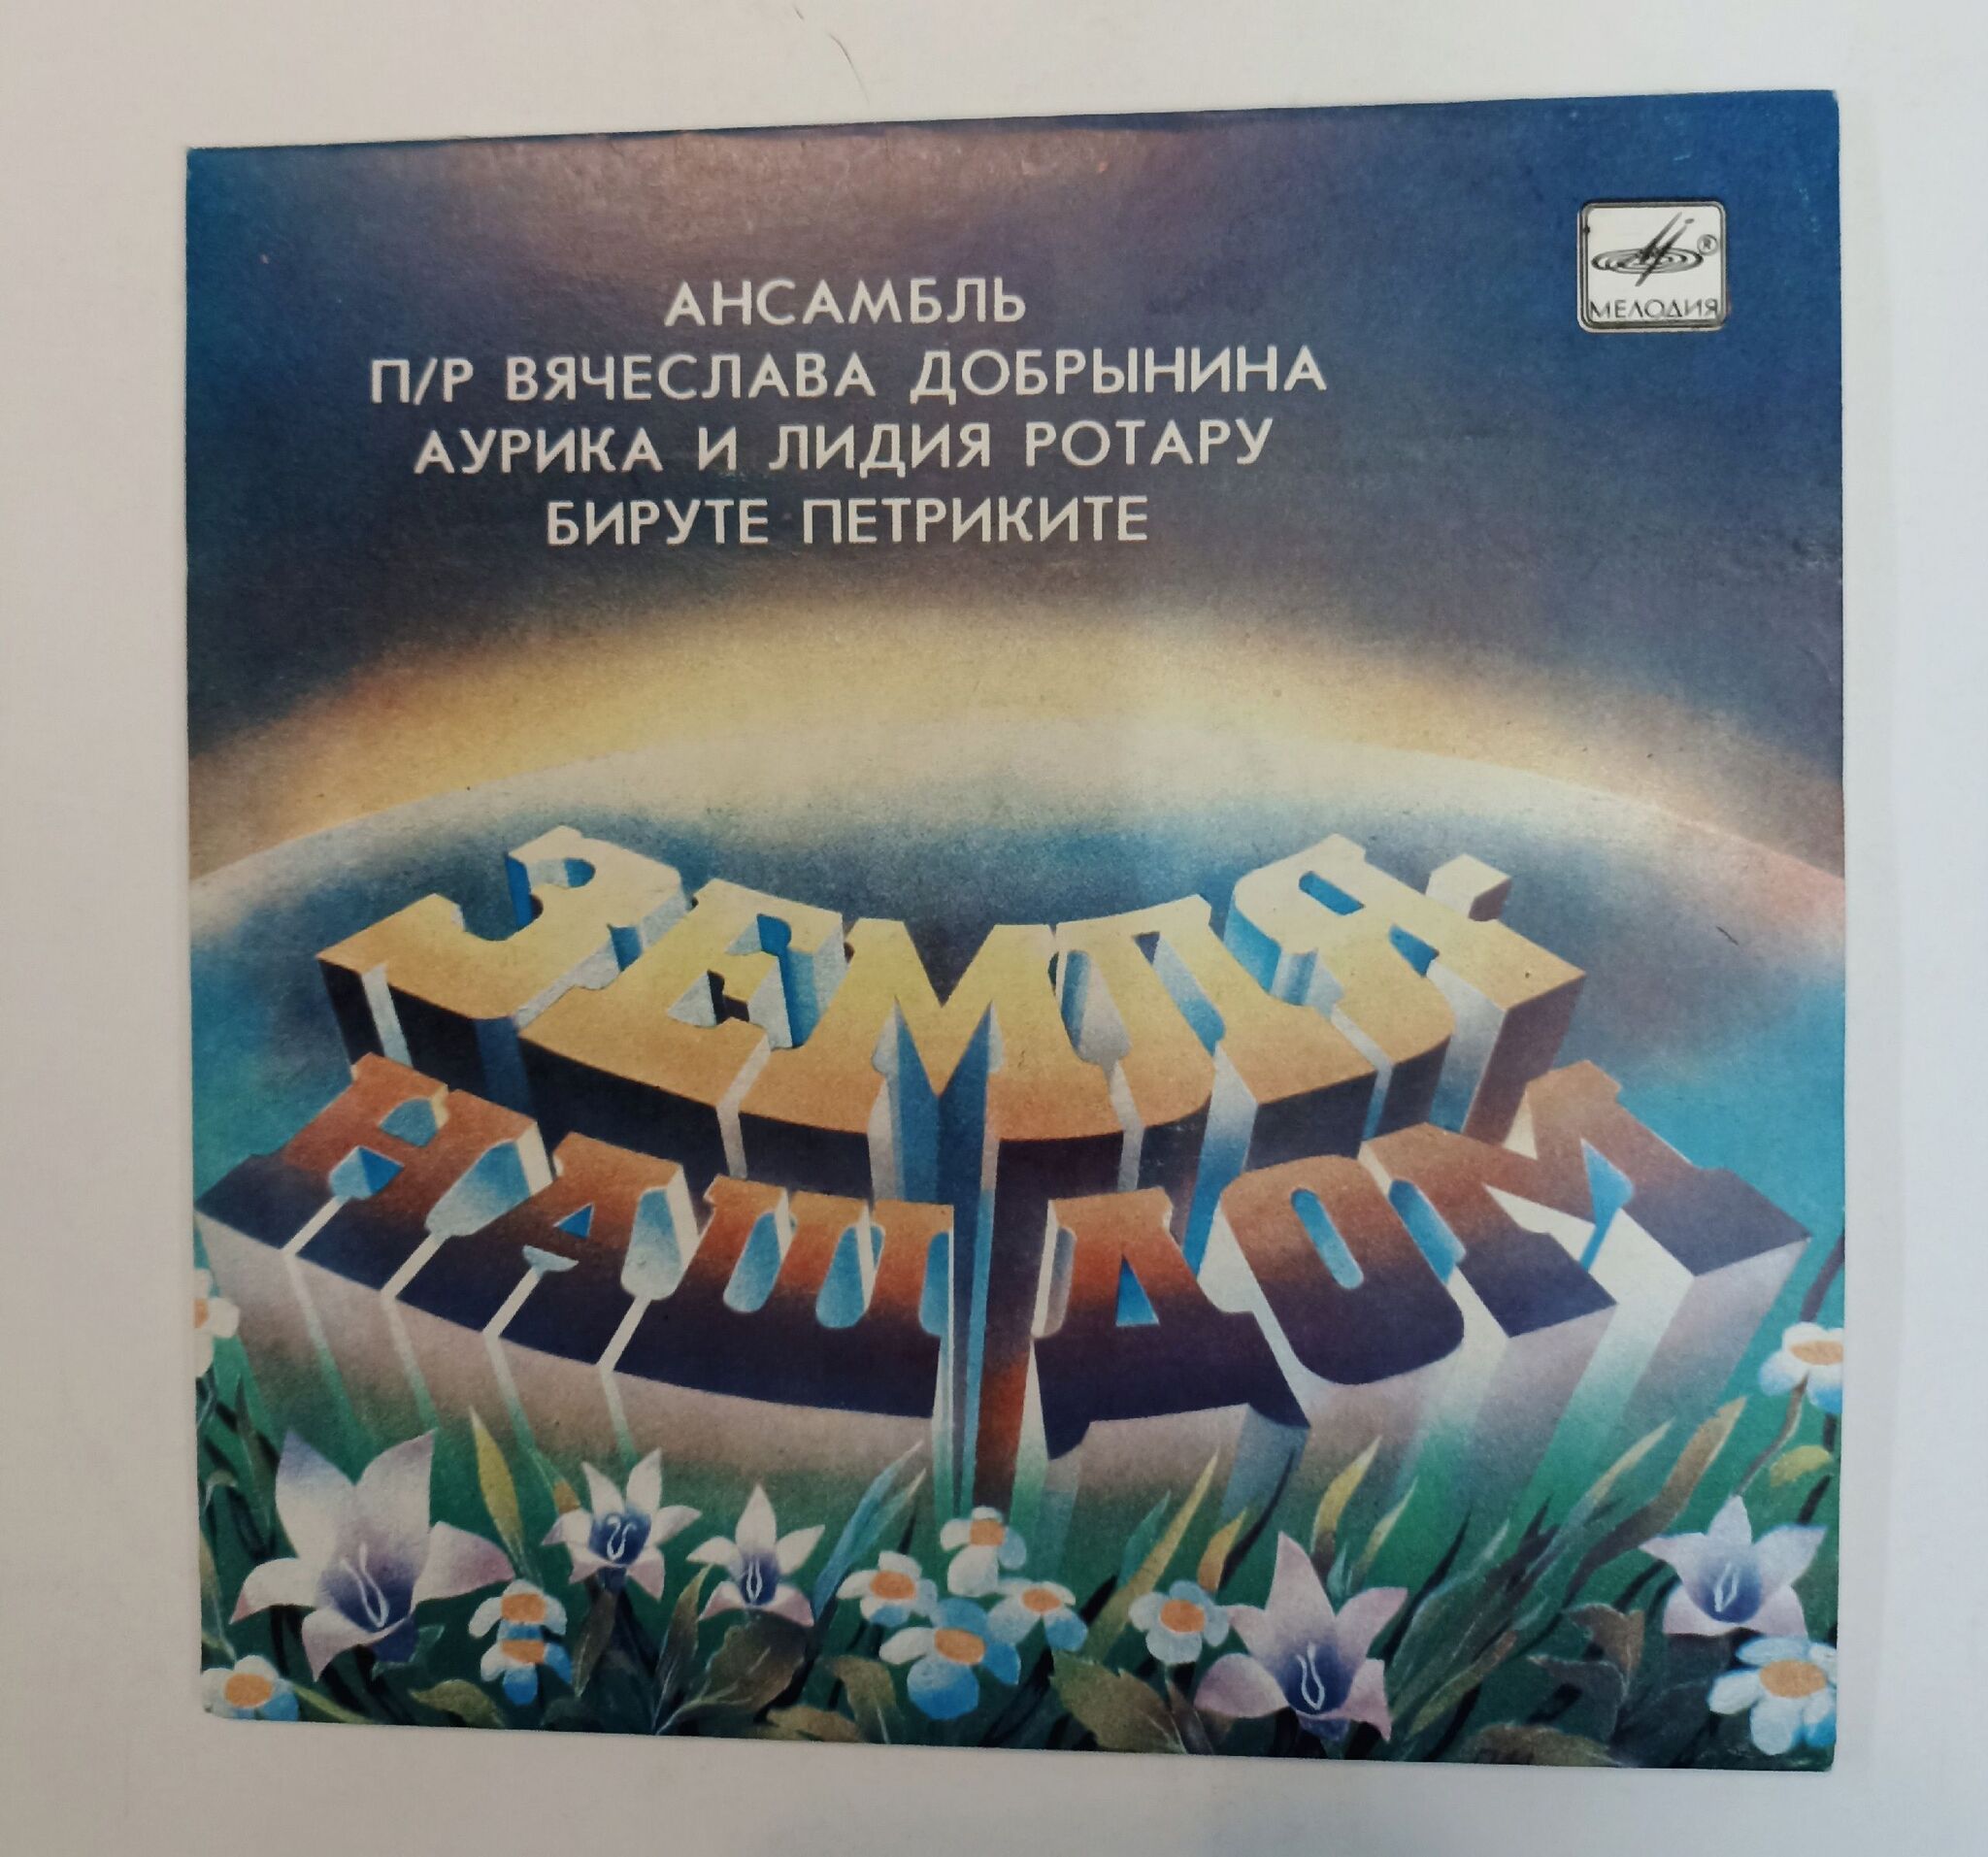 АНСАМБЛЬ
П/Р ВЯЧЕСЛАВА ДОБРЫНИНА
АУРИКА И ЛИДИЯ РОТАРУ
БИРУТЕ ПЕТРИКИТЕ
®
МЕЛОДИЯ
ЗЕМЛЯ-
НАШ ДОМ